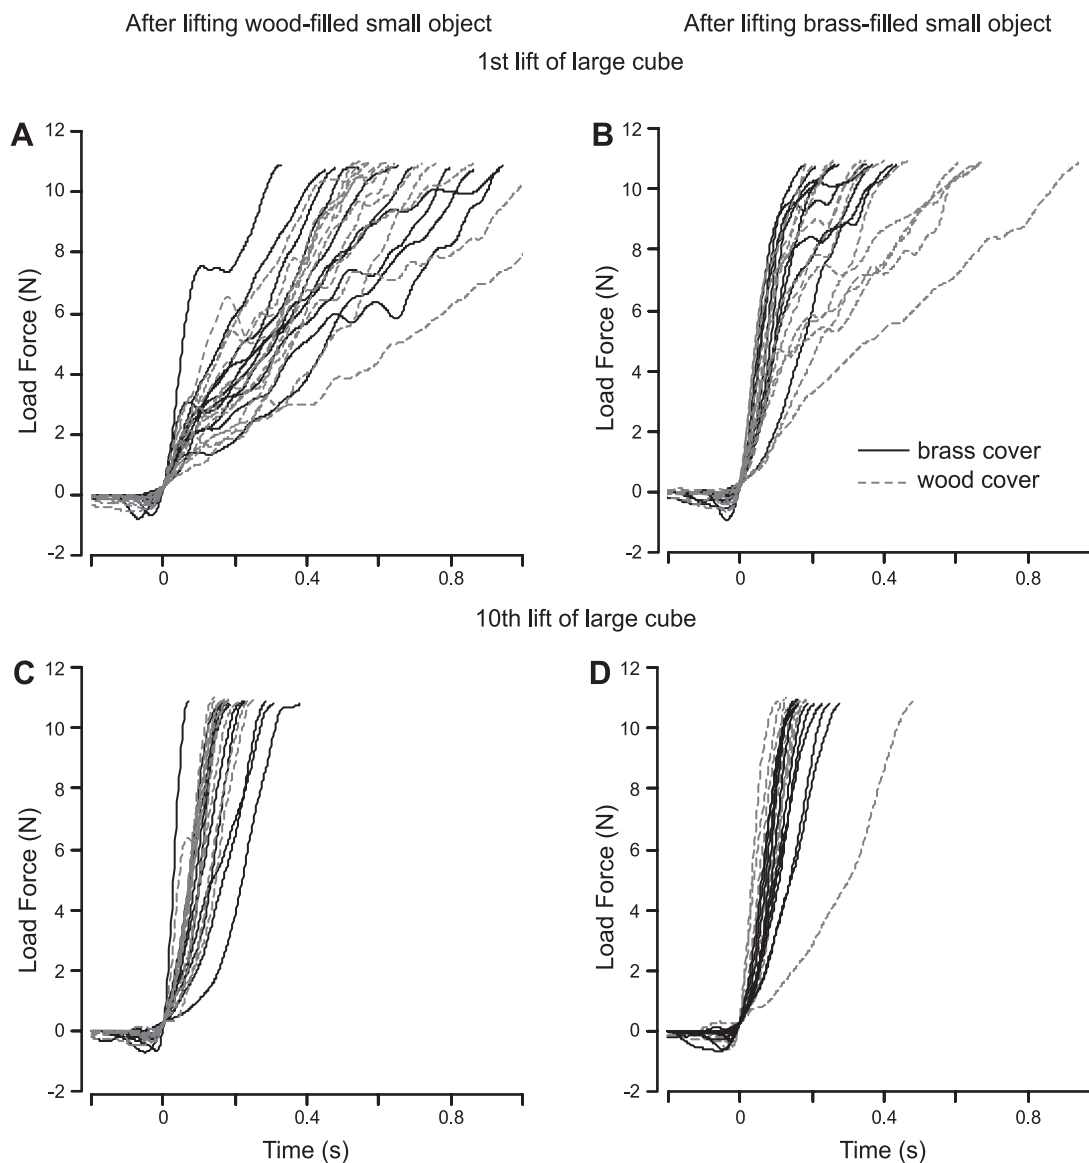 After lifting wood-filled small object
After lifting brass-filled small object
1st lift of large cube
A
12
10
8
6
4
2
0
-2
Load Force (N)
0
0.4
0.8
B
12
10
8
6
4
2
0
-2
Load Force (N)
brass cover
wood cover
0
0.4
0.8
10th lift of large cube
C
12
10
8
6
4
2
0
-2
Load Force (N)
0
0.4
0.8
Time (s)
D
12
10
8
6
4
2
0
-2
Load Force (N)
0
0.4
0.8
Time (s)